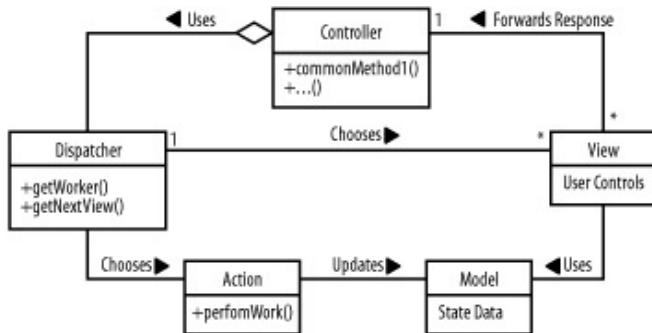 Uses
Controller
1
Forwards Response
+commonMethod1()
+...()
*
Dispatcher
1
Chooses
*
View
+getWorker()
+getNextView()
User Controls
Chooses
Action
Updates
Model
Uses
+perfomWork()
State Data